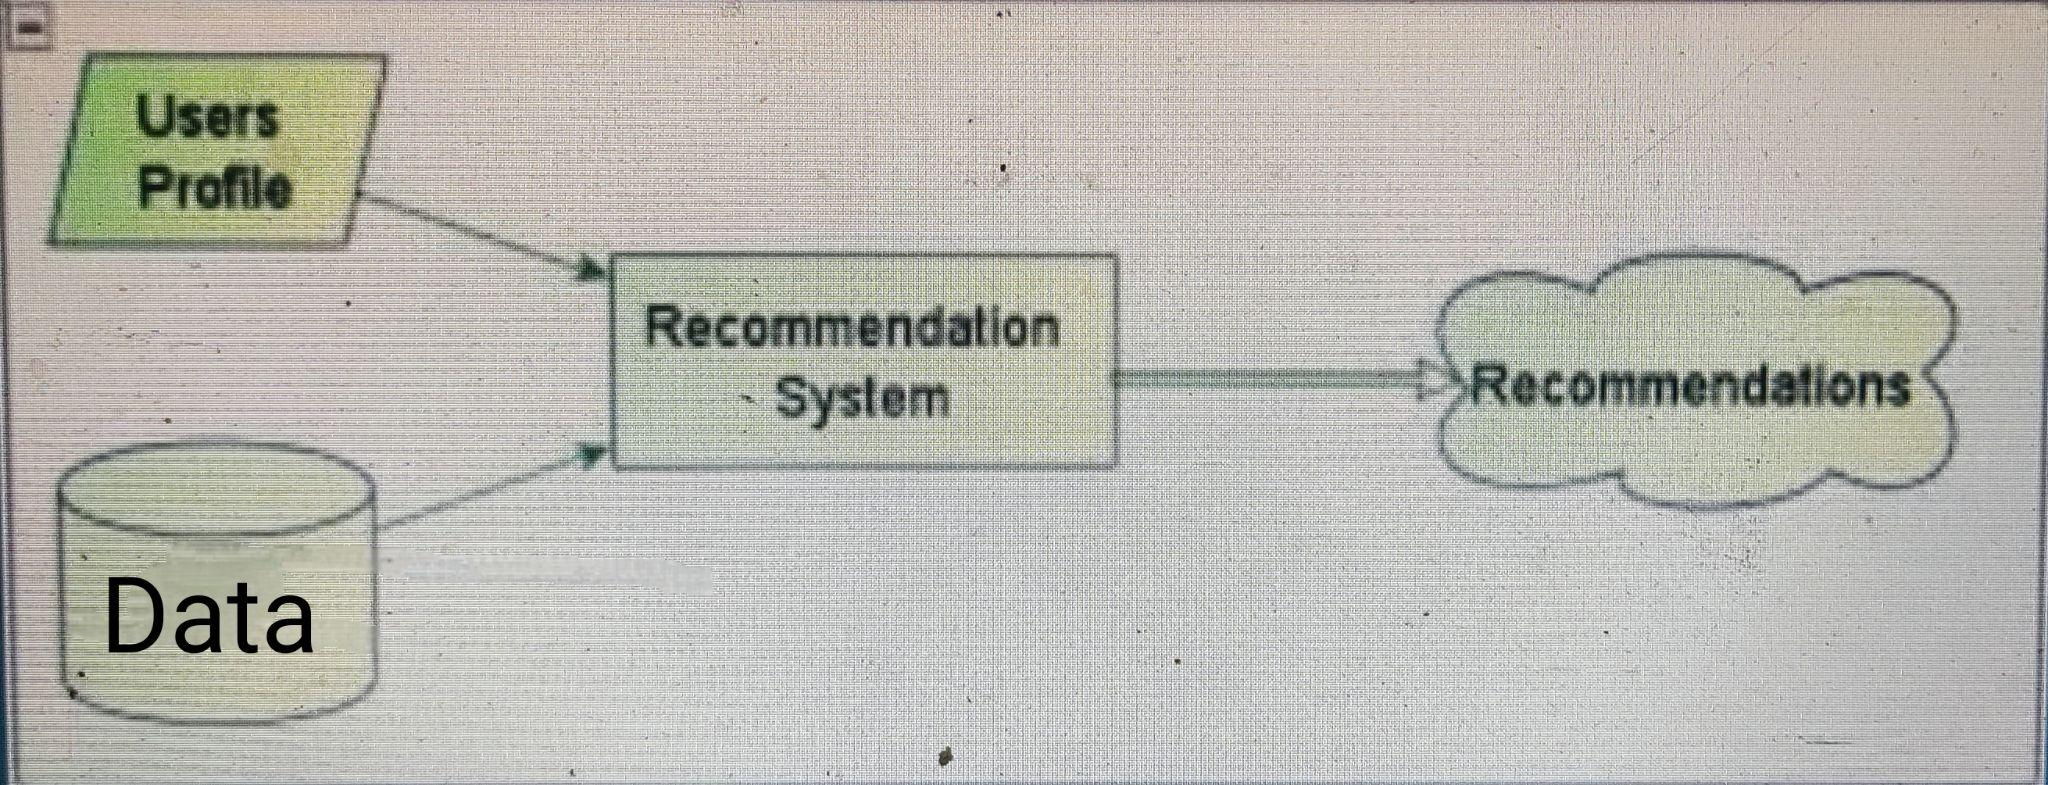 Users
Profile
Recommendation
System
Recommendations
Data